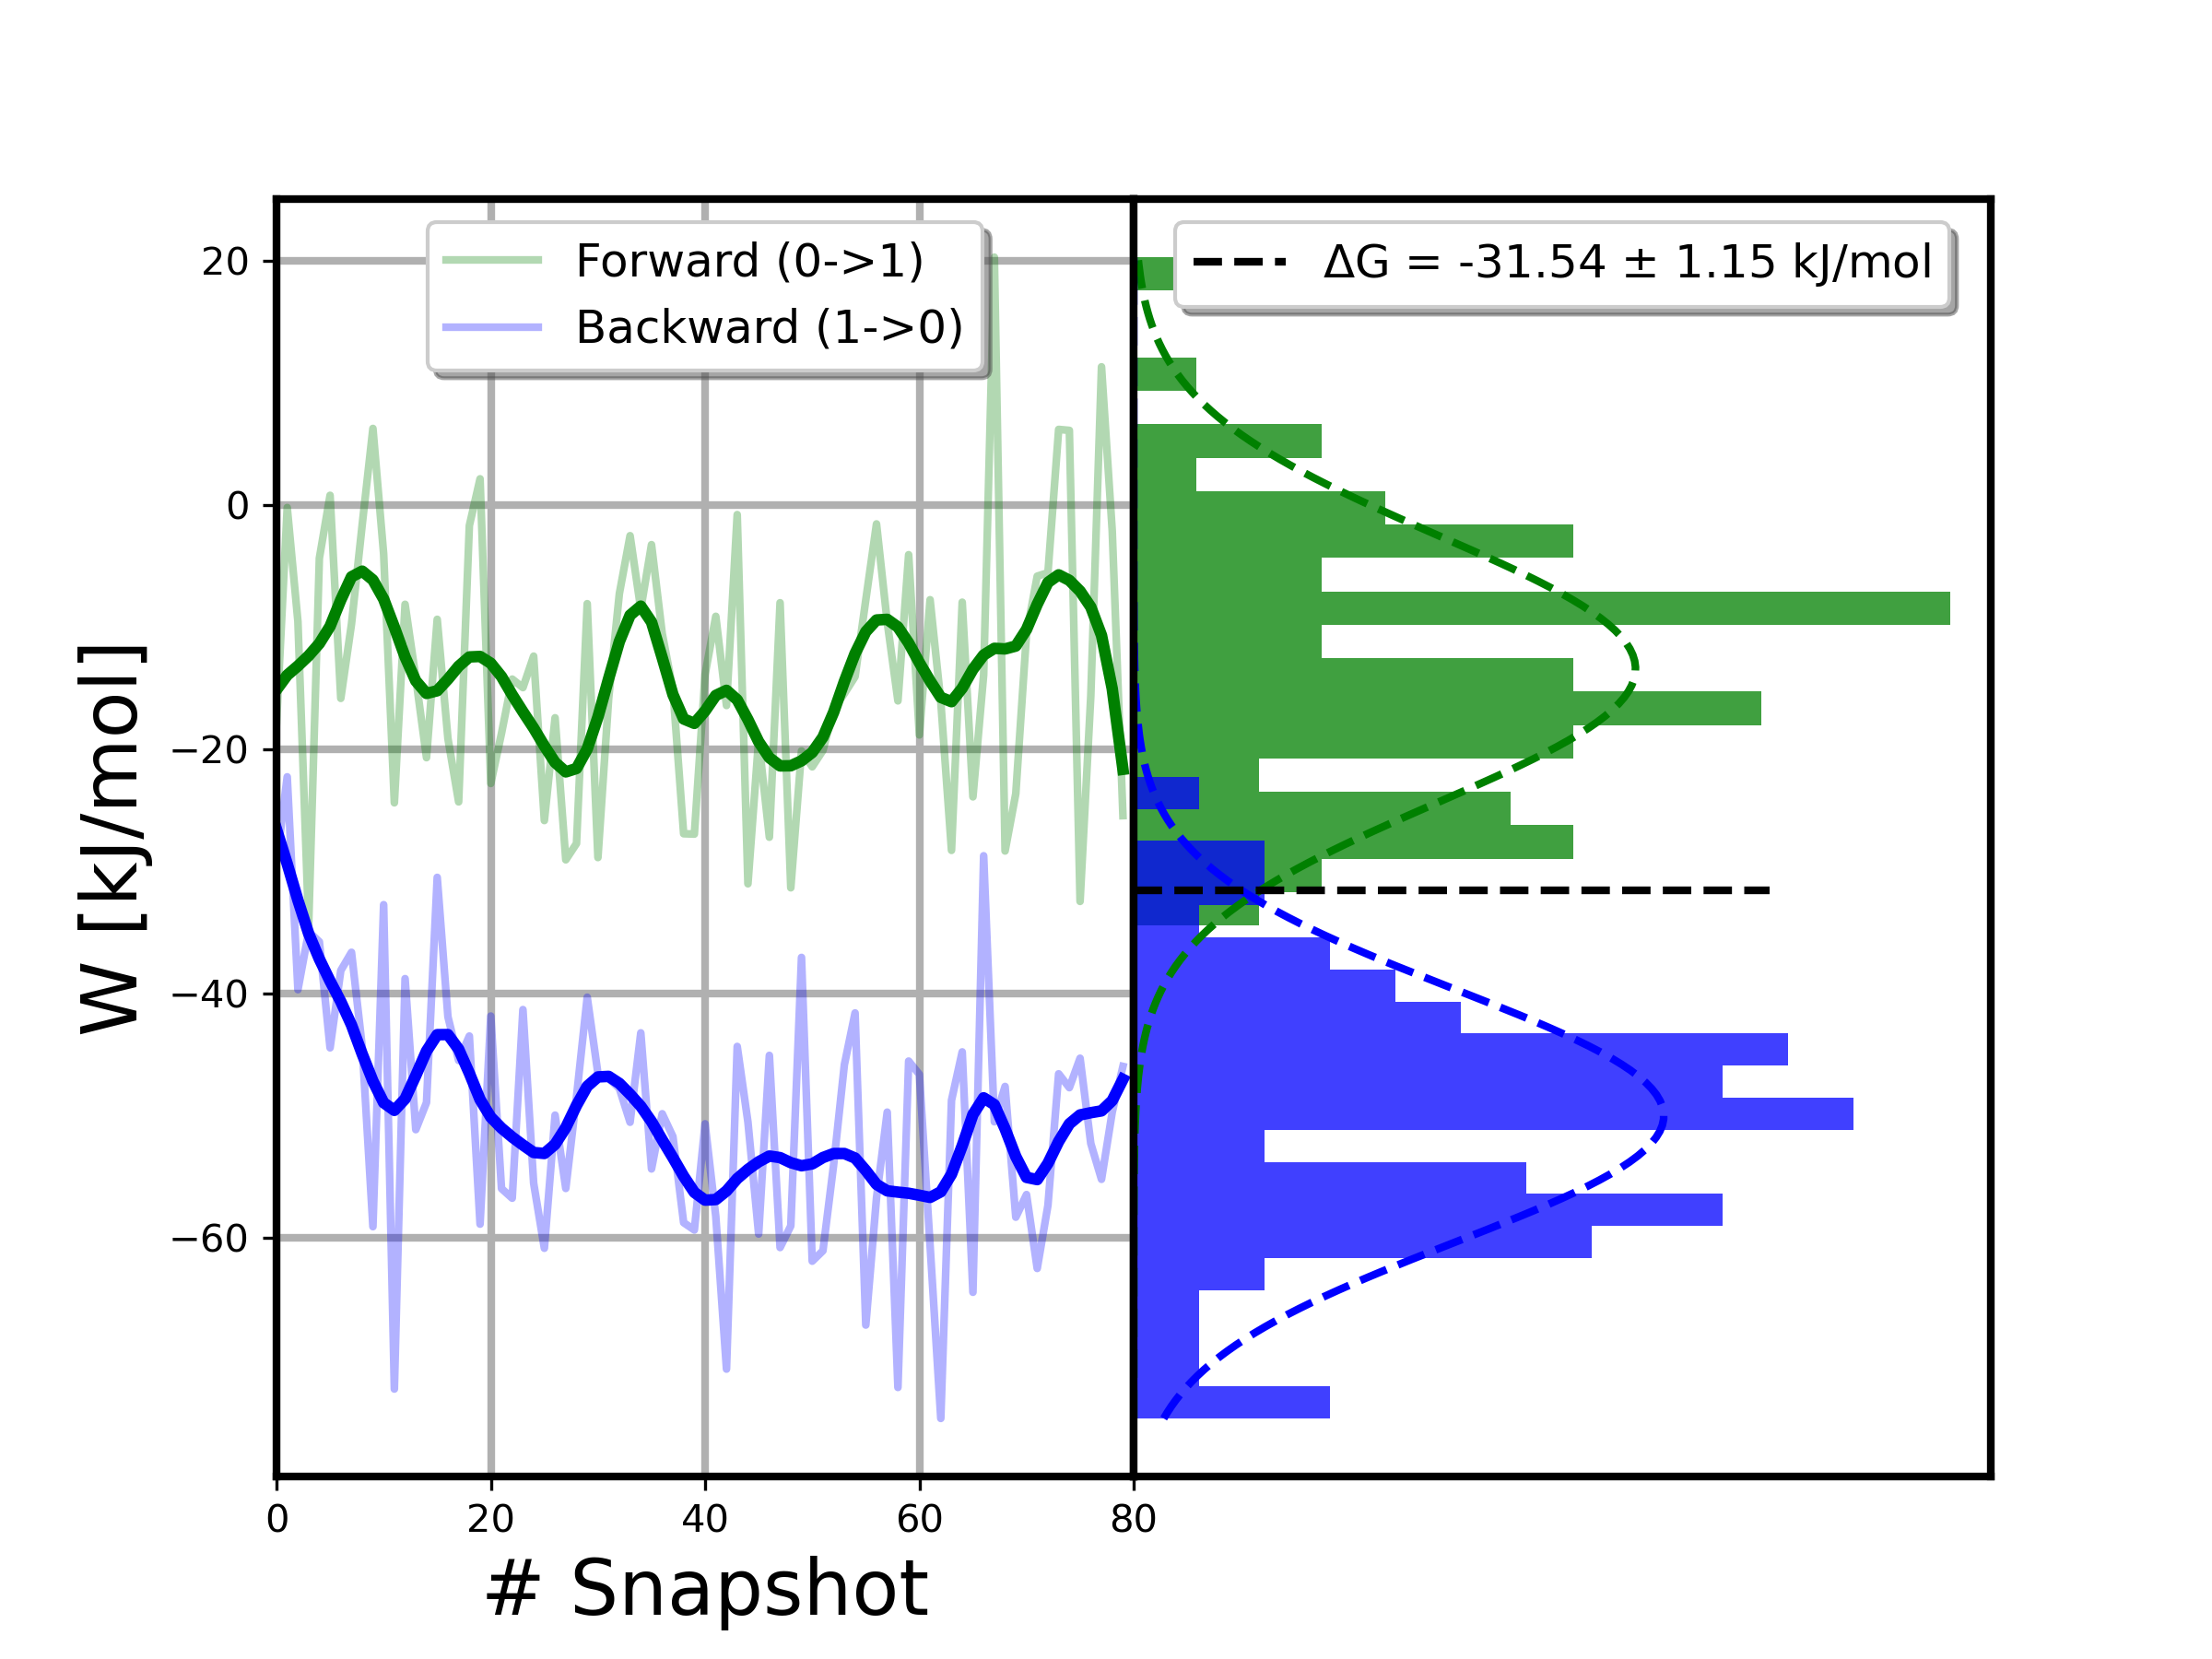 Forward (0->1)
Backward (1->0)
ΔG = -31.54 ± 1.15 kJ/mol
20
0
−20
−40
−60
W [kJ/mol]
0 20 40 60 80
# Snapshot